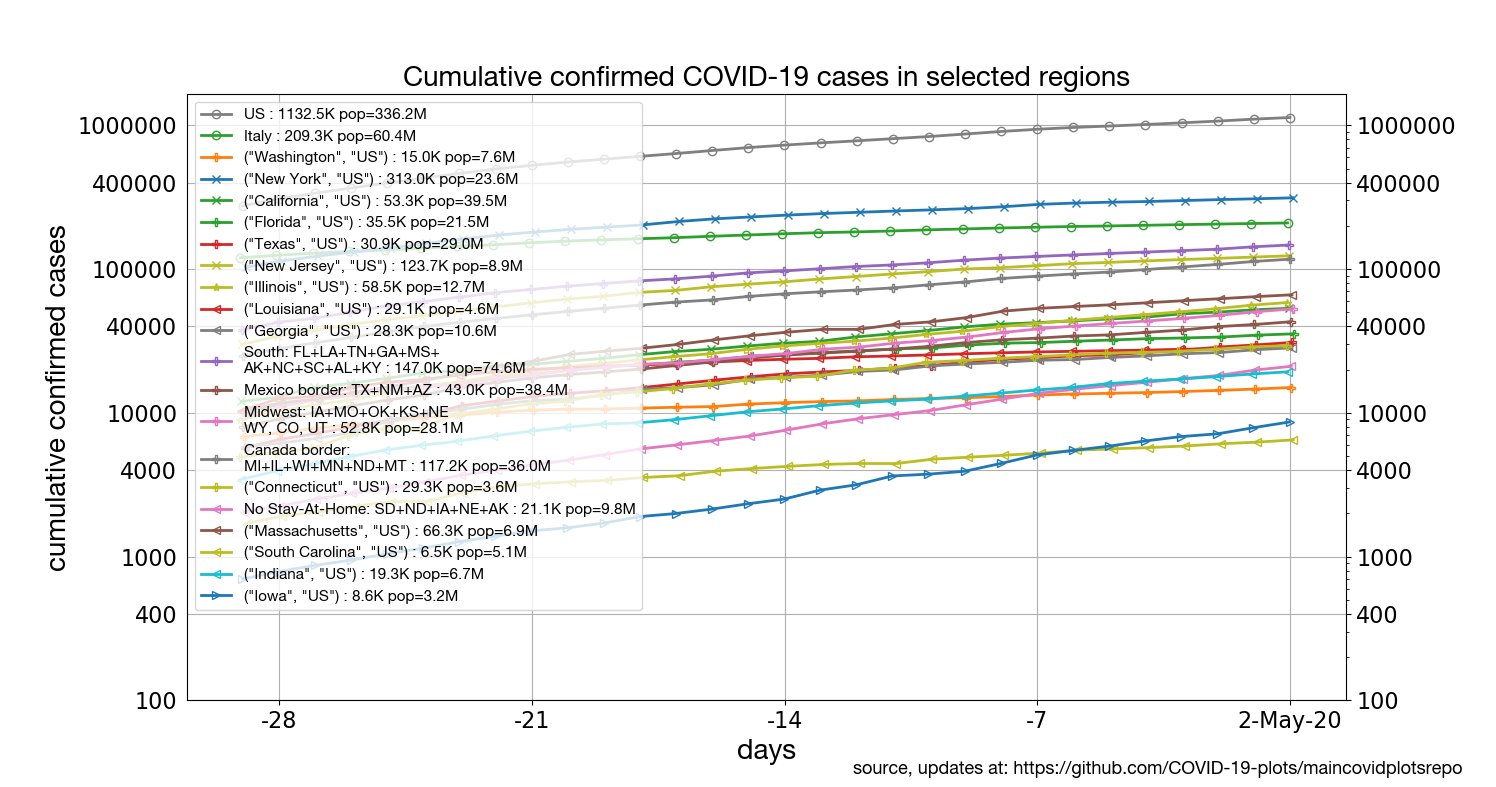 Cumulative confirmed COVID-19 cases in selected regions
US : 1132.5K pop=336.2M
Italy : 209.3K pop=60.4M
("Washington", "US") : 15.0K pop=7.6M
("New York", "US") : 313.0K pop=23.6M
("California", "US") : 53.3K pop=39.5M
("Florida", "US") : 35.5K pop=21.5M
("Texas", "US") : 30.9K pop=29.0M
("New Jersey", "US") : 123.7K pop=8.9M
("Illinois", "US") : 58.5K pop=12.7M
("Louisiana", "US") : 29.1K pop=4.6M
("Georgia", "US") : 28.3K pop=10.6M
South: FL+LA+TN+GA+MS+
AK+NC+SC+AL+KY : 147.0K pop=74.6M
Mexico border: TX+NM+AZ : 43.0K pop=38.4M
Midwest: IA+MO+OK+KS+NE
WY, CO, UT : 52.8K pop=28.1M
Canada border:
MI+IL+WI+MN+ND+MT : 117.2K pop=36.0M
("Connecticut", "US") : 29.3K pop=3.6M
No Stay-At-Home: SD+ND+IA+NE+AK : 21.1K pop=9.8M
("Massachusetts", "US") : 66.3K pop=6.9M
("South Carolina", "US") : 6.5K pop=5.1M
("Indiana", "US") : 19.3K pop=6.7M
("Iowa", "US") : 8.6K pop=3.2M
cumulative confirmed cases
1000000
400000
100000
40000
10000
4000
1000
400
100
1000000
400000
100000
40000
10000
4000
1000
400
100
-28
-21
-14
-7
2-May-20
days
source, updates at: https://github.com/COVID-19-plots/maincovidplotsrepo